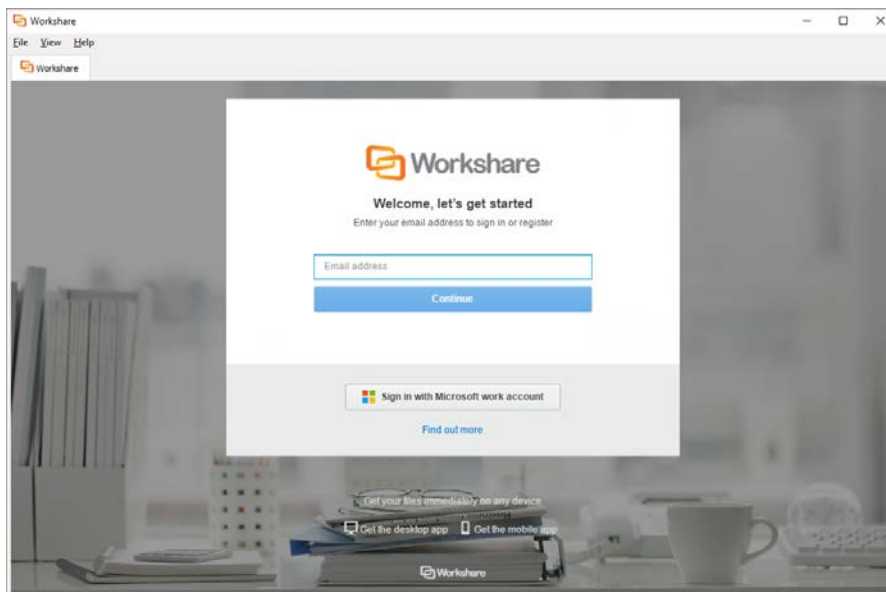 Workshare
File View Help
Workshare
Workshare
Welcome, let's get started
Enter your email address to sign in or register
Email address
Continue
Sign in with Microsoft work account
Find out more
Get your files immediately on any device
Get the desktop app Get the mobile app
Workshare